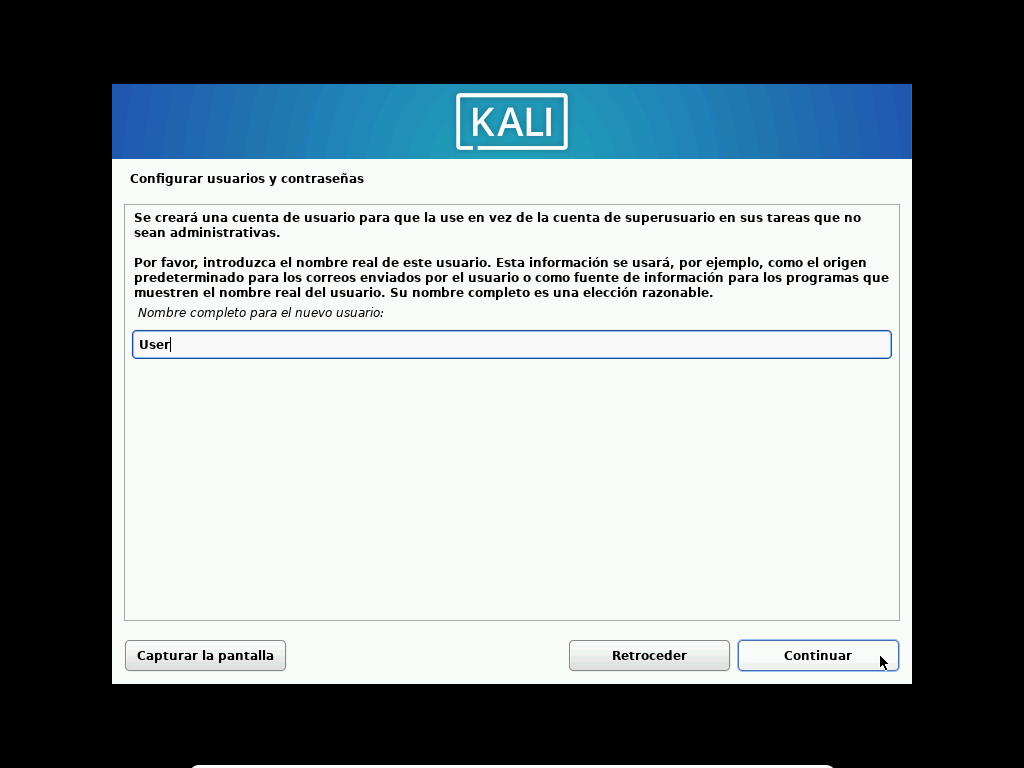 KALI
Configurar usuarios y contraseñas
Se creará una cuenta de usuario para que la use en vez de la cuenta de superusuario en sus tareas que no
sean administrativas.
Por favor, introduzca el nombre real de este usuario. Esta información se usará, por ejemplo, como el origen
predeterminado para los correos enviados por el usuario o como fuente de información para los programas que
muestren el nombre real del usuario. Su nombre completo es una elección razonable.
Nombre completo para el nuevo usuario:
User
Capturar la pantalla
Retroceder
Continuar